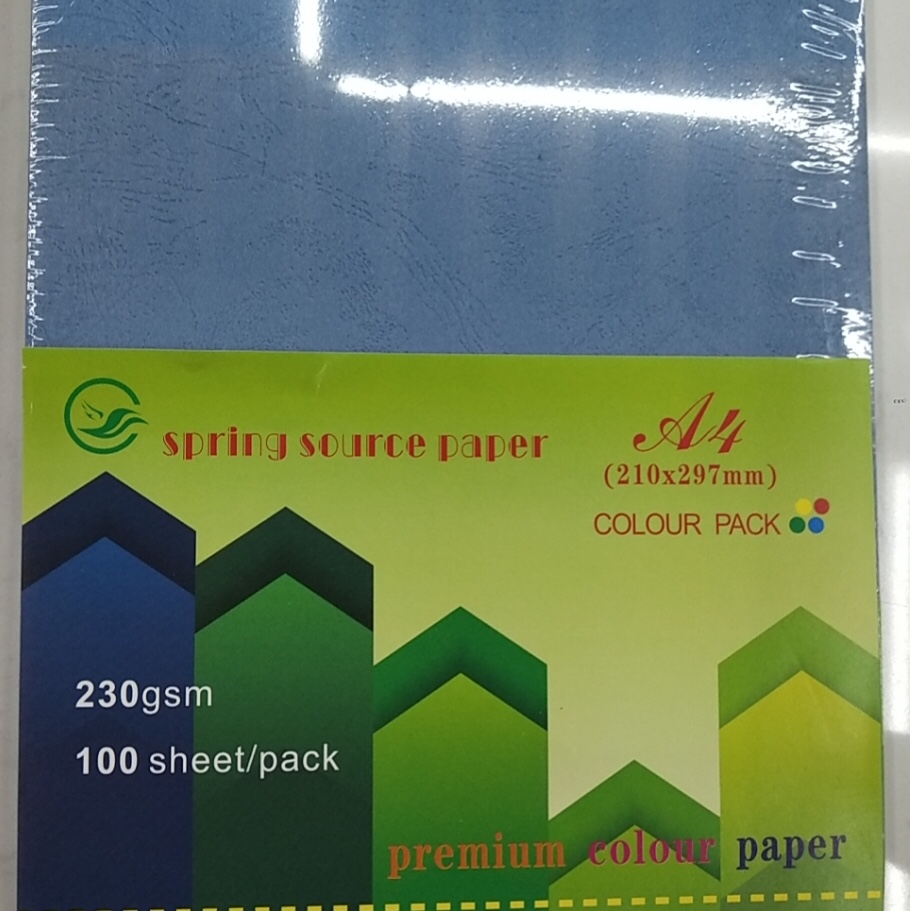 spring source paper
A4
(210x297mm)
COLOUR PACK
230gsm
100 sheet/pack
premium colour paper